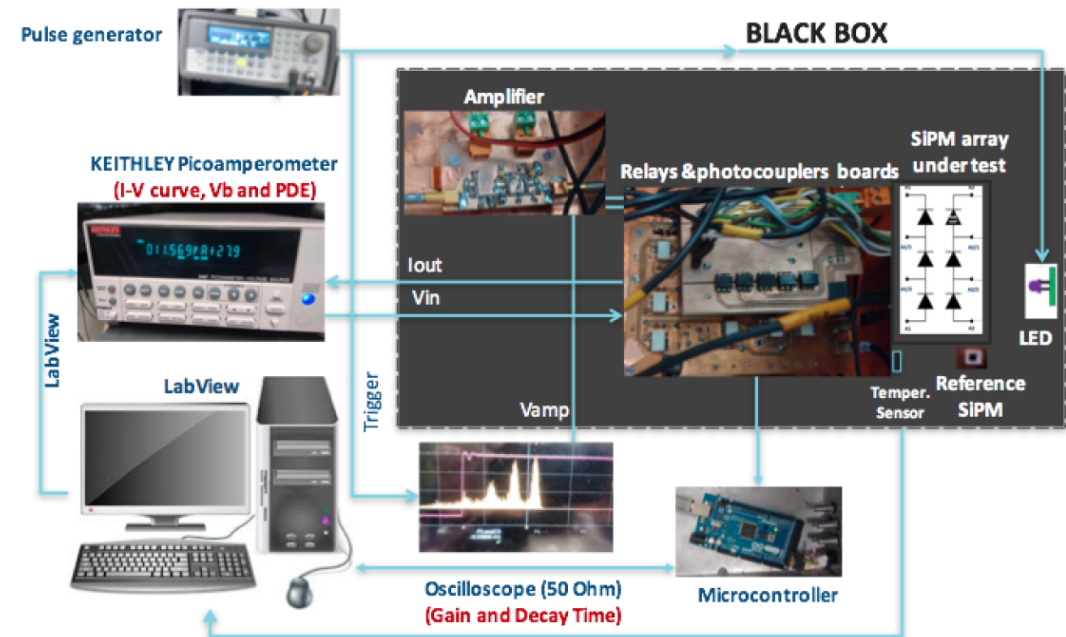 Pulse generator
BLACK BOX
Amplifier
SiPM array
under test
KEITHLEY Picoamperometer
(I-V curve, Vb and PDE)
Relays &photocouplers boards
KEITHLEY
Iout
Vin
LED
LabView
LabView
Trigger
Vamp
Temper.
Sensor
Reference
SiPM
Oscilloscope (50 Ohm)
(Gain and Decay Time)
Microcontroller